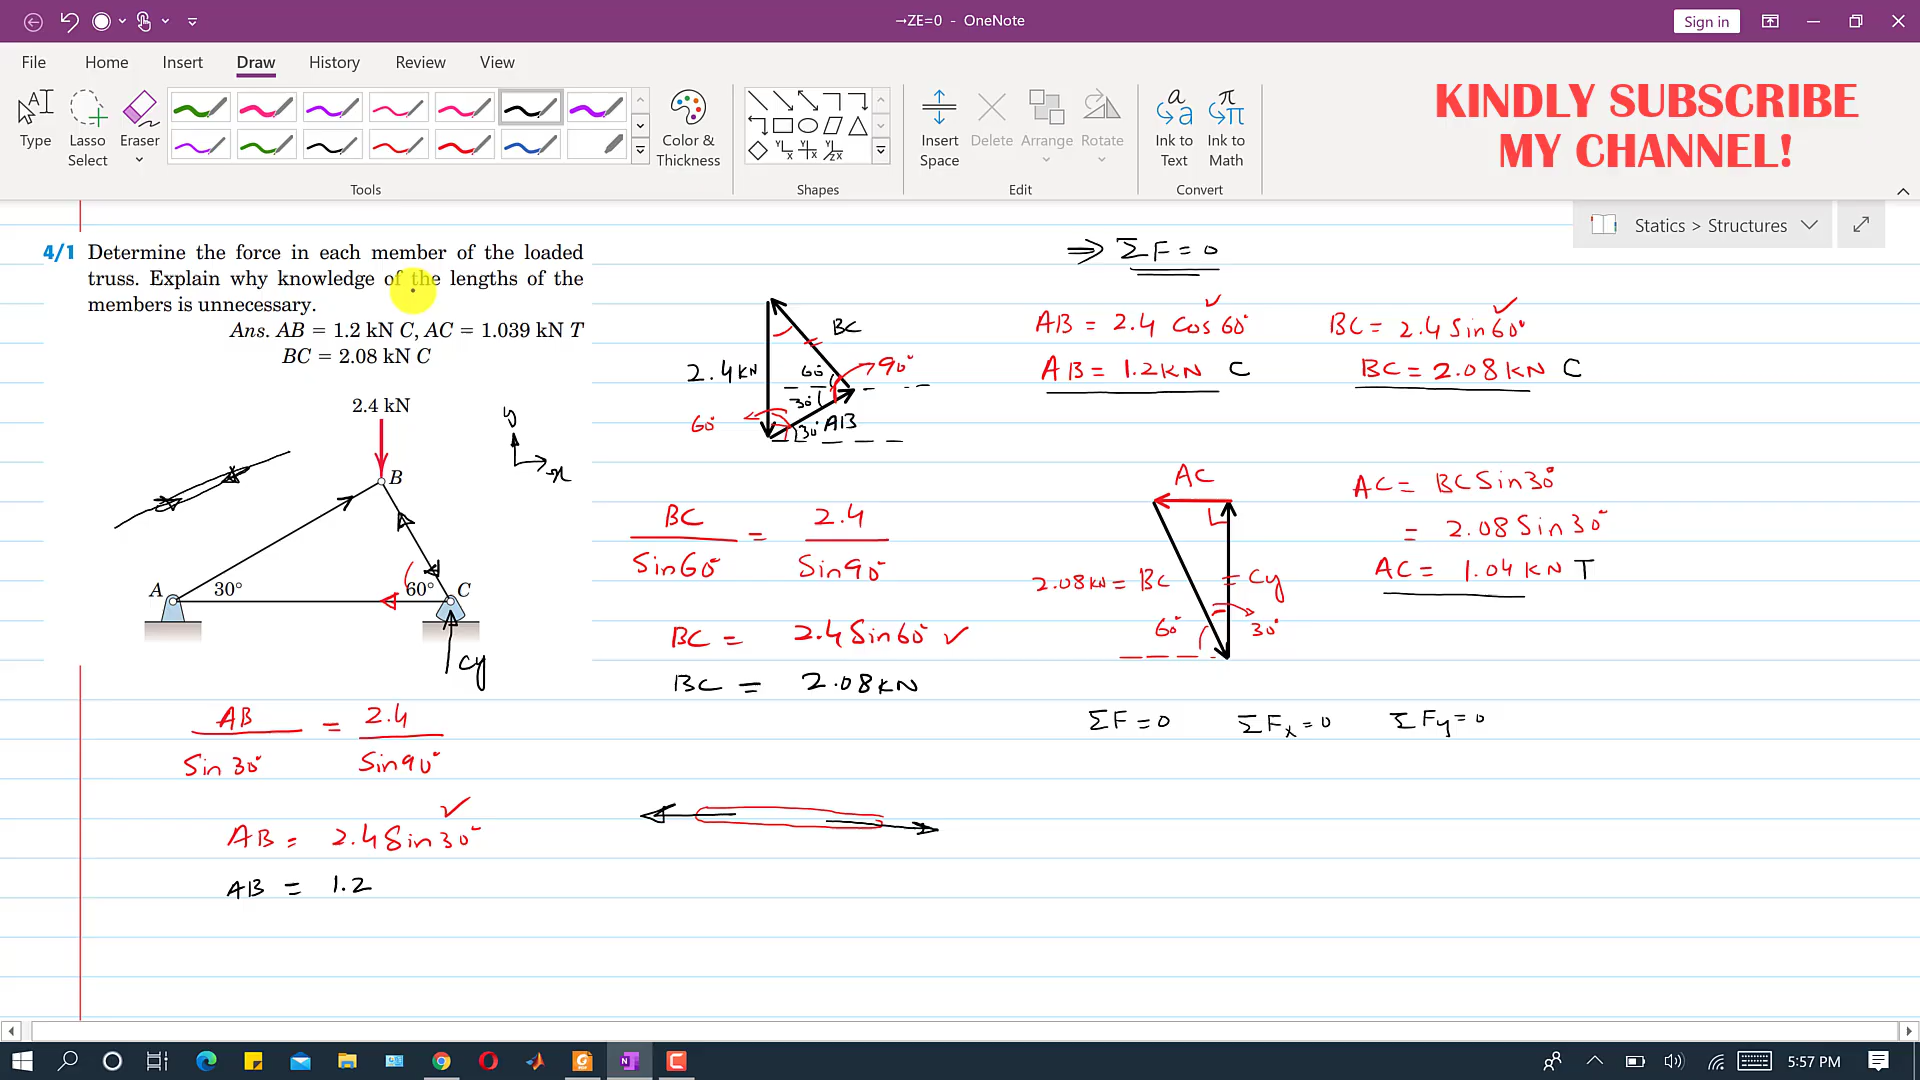 →ZE=0 - OneNote
Sign in
File Home Insert Draw History Review View
KINDLY SUBSCRIBE
MY CHANNEL!
Type
Lasso
Select
Eraser
Color &
Thickness
Insert
Space
Delete
Arrange
Rotate
Ink to
Text
Ink to
Math
Tools
Shapes
Edit
Convert
Statics > Structures
4/1 Determine the force in each member of the loaded
truss. Explain why knowledge of the lengths of the
members is unnecessary.
Ans. AB = 1.2 kN C, AC = 1.039 kN T
BC = 2.08 kN C
2.4 kN
B
y
x
A
30°
60°
C
Cy
AB / Sin 30° = 2.4 / Sin 90°
AB = 2.4 Sin 30° ✓
AB = 1.2
2.4 KN
BC
60°
90°
30°
60°
30°
AB
BC / Sin 60° = 2.4 / Sin 90°
BC = 2.4 Sin 60° ✓
BC = 2.08 KN
⇒ ΣF = 0
AB = 2.4 Cos 60° ✓
AB = 1.2 KN C
BC = 2.4 Sin 60° ✓
BC = 2.08 KN C
AC
2.08 KN = BC
= Cy
60°
30°
AC = BC Sin 30°
= 2.08 Sin 30°
AC = 1.04 KN T
ΣF = 0 ΣFx = 0 ΣFy = 0
5:57 PM